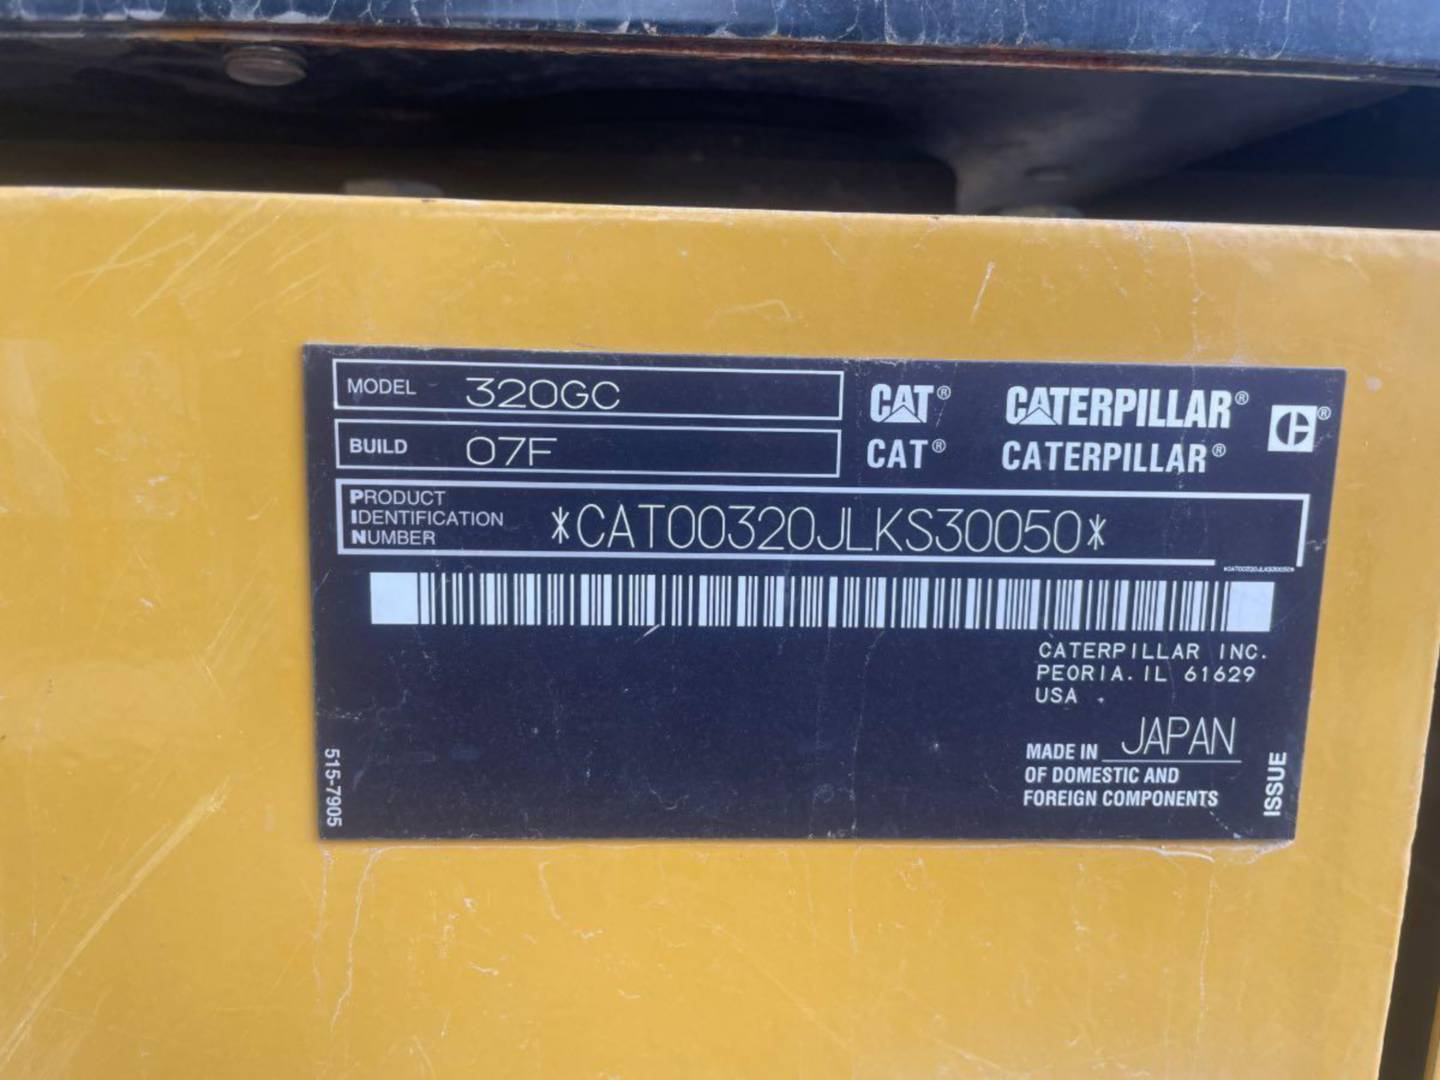 MODEL 320GC
BUILD 07F
CAT® CATERPILLAR®
CAT® CATERPILLAR®
PRODUCT
IDENTIFICATION
NUMBER
*CAT00320JLKS30050*
*CAT00320JLKS30050*
CATERPILLAR INC.
PEORIA. IL 61629
USA
MADE IN JAPAN
OF DOMESTIC AND
FOREIGN COMPONENTS
ISSUE
515-7905